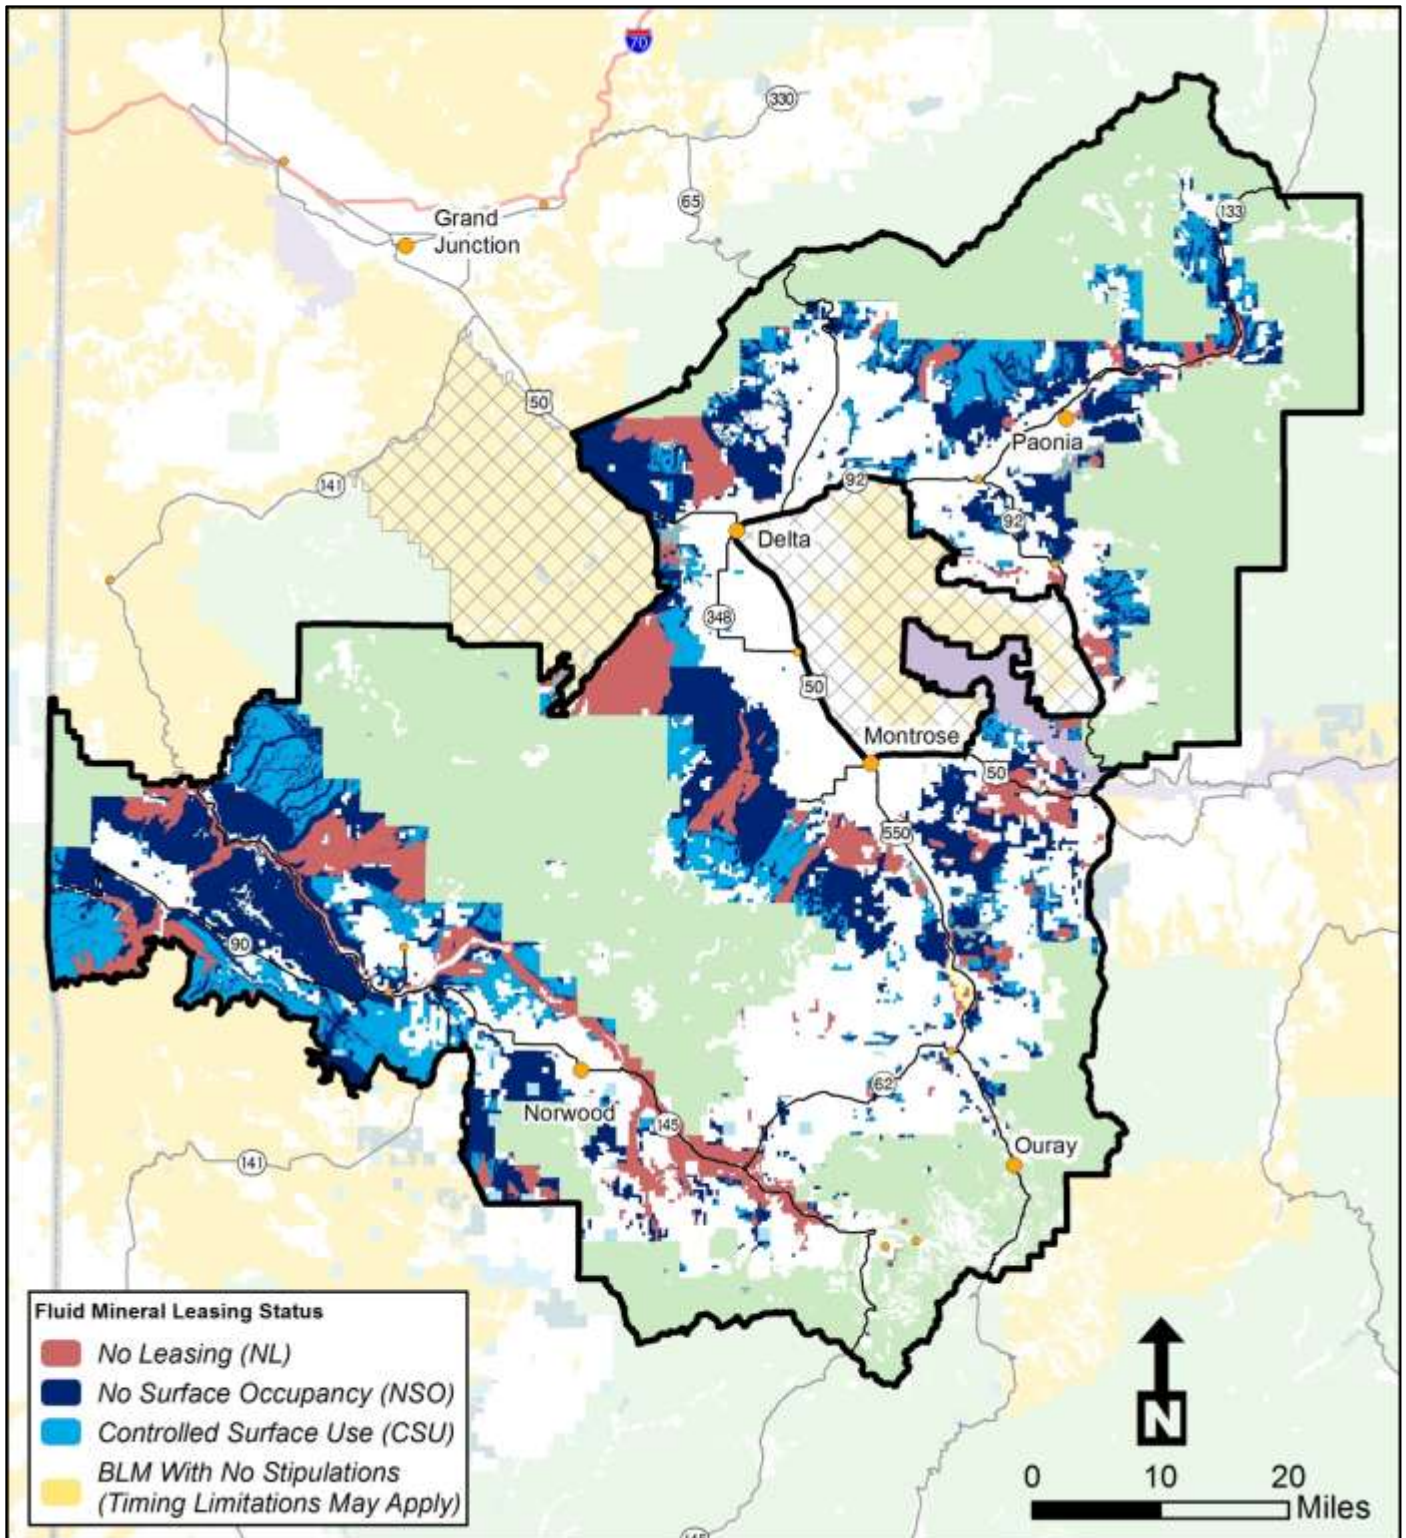 70
330
65
133
Grand
Junction
50
141
Paonia
92
92
Delta
348
50
Montrose
50
550
90
62
Norwood
145
Ouray
141
Fluid Mineral Leasing Status
No Leasing (NL)
No Surface Occupancy (NSO)
Controlled Surface Use (CSU)
BLM With No Stipulations
(Timing Limitations May Apply)
N
0 10 20
Miles